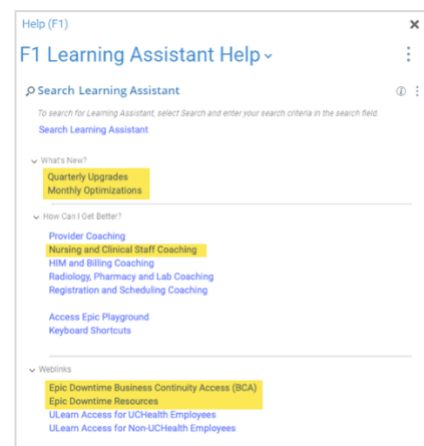 Help (F1)
F1 Learning Assistant Help
Search Learning Assistant
To search for Learning Assistant, select Search and enter your search criteria in the search field.
Search Learning Assistant
What's New?
Quarterly Upgrades
Monthly Optimizations
How Can I Get Better?
Provider Coaching
Nursing and Clinical Staff Coaching
HIM and Billing Coaching
Radiology, Pharmacy and Lab Coaching
Registration and Scheduling Coaching
Access Epic Playground
Keyboard Shortcuts
Weblinks
Epic Downtime Business Continuity Access (BCA)
Epic Downtime Resources
ULearn Access for UCHealth Employees
ULearn Access for Non-UCHealth Employees